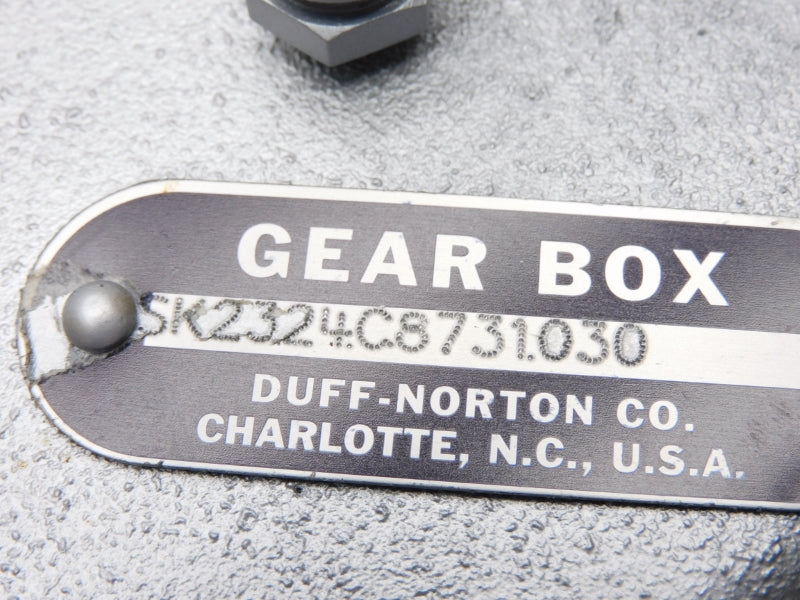 GEAR BOX
SK2324C8731030
DUFF-NORTON CO.
CHARLOTTE, N.C., U.S.A.